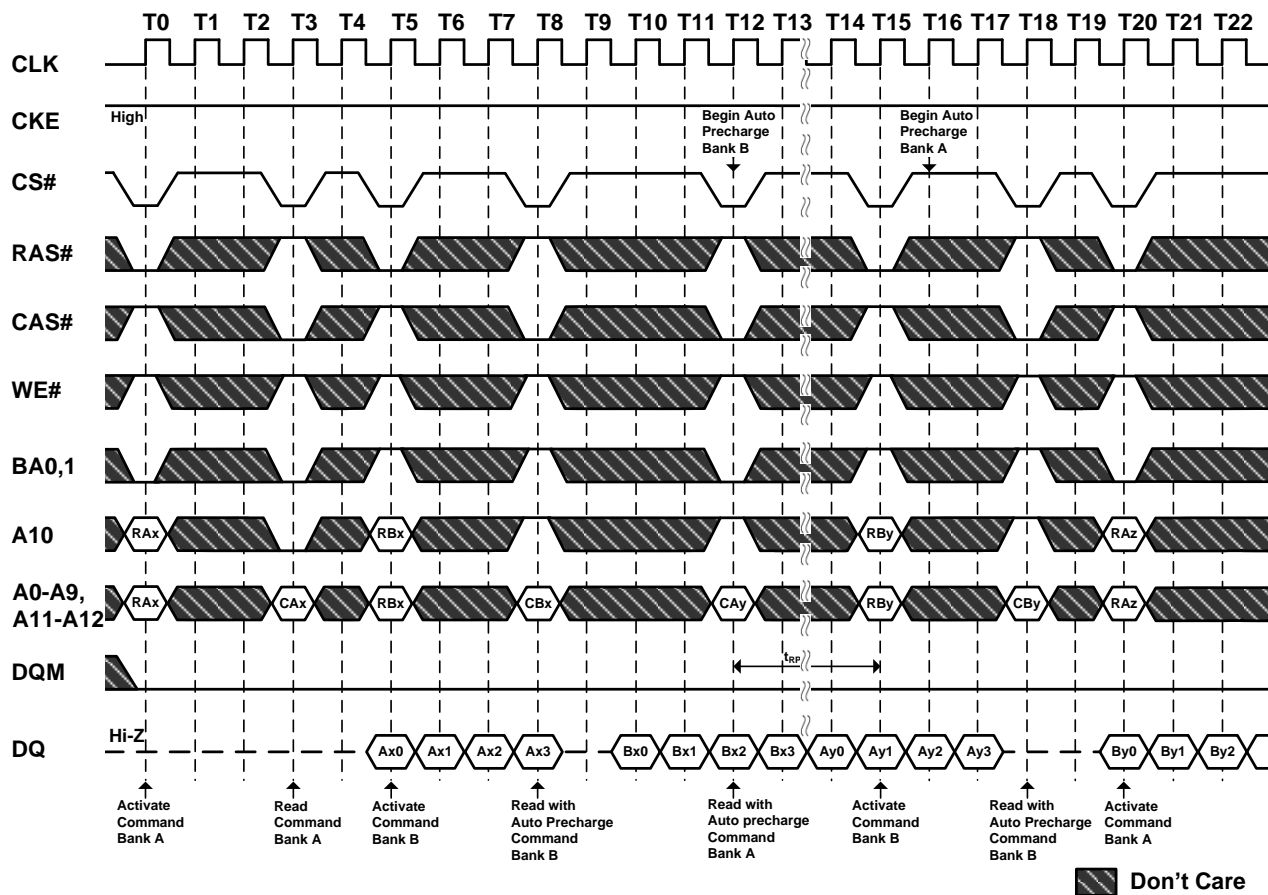 T0 T1 T2 T3 T4 T5 T6 T7 T8 T9 T10 T11 T12 T13 T14 T15 T16 T17 T18 T19 T20 T21 T22
CLK
CKE
High
Begin Auto
Precharge
Bank B
Begin Auto
Precharge
Bank A
CS#
RAS#
CAS#
WE#
BA0,1
A10
RAx RBx RBy RAz
A0-A9,
A11-A12
RAx CAx RBx CBx CAy RBy CBy RAz
DQM
tRP
DQ
Hi-Z
Ax0 Ax1 Ax2 Ax3 Bx0 Bx1 Bx2 Bx3 Ay0 Ay1 Ay2 Ay3 By0 By1 By2
Activate
Command
Bank A
Read
Command
Bank A
Activate
Command
Bank B
Read with
Auto Precharge
Command
Bank B
Read with
Auto precharge
Command
Bank A
Activate
Command
Bank B
Read with
Auto Precharge
Command
Bank B
Activate
Command
Bank A
Don't Care